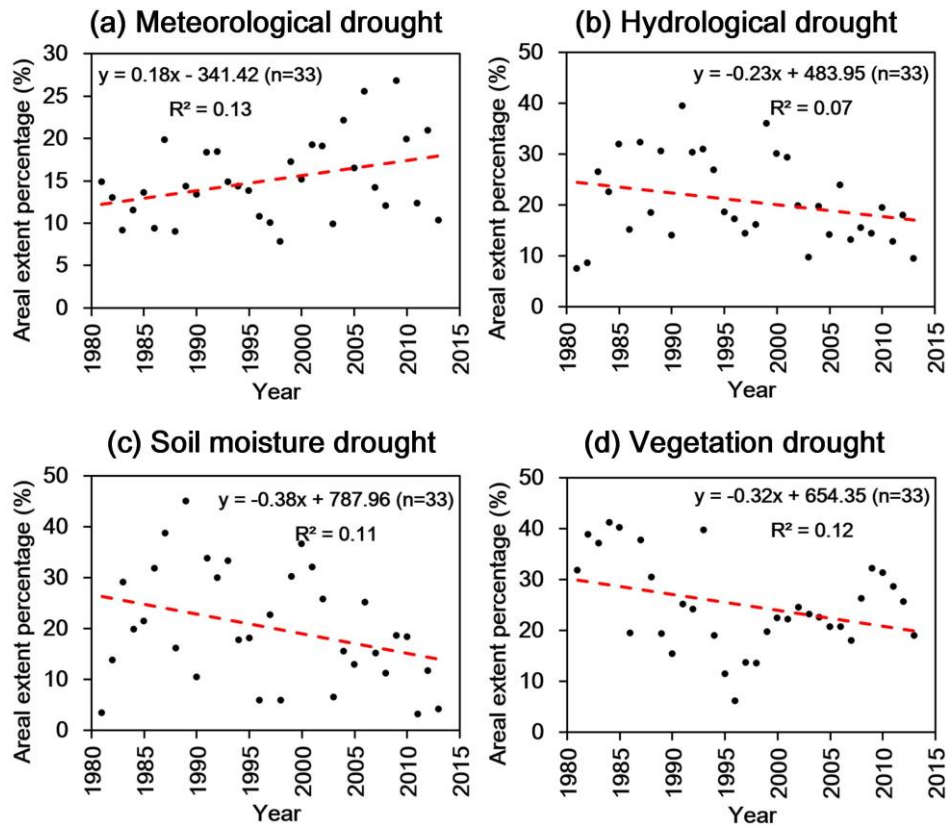 (a) Meteorological drought
Areal extent percentage (%)
30
25
20
15
10
5
0
y = 0.18x - 341.42 (n=33)
R² = 0.13
1980
1985
1990
1995
2000
2005
2010
2015
Year
(b) Hydrological drought
Areal extent percentage (%)
50
40
30
20
10
0
y = -0.23x + 483.95 (n=33)
R² = 0.07
1980
1985
1990
1995
2000
2005
2010
2015
Year
(c) Soil moisture drought
Areal extent percentage (%)
50
40
30
20
10
0
y = -0.38x + 787.96 (n=33)
R² = 0.11
1980
1985
1990
1995
2000
2005
2010
2015
Year
(d) Vegetation drought
Areal extent percentage (%)
50
40
30
20
10
0
y = -0.32x + 654.35 (n=33)
R² = 0.12
1980
1985
1990
1995
2000
2005
2010
2015
Year